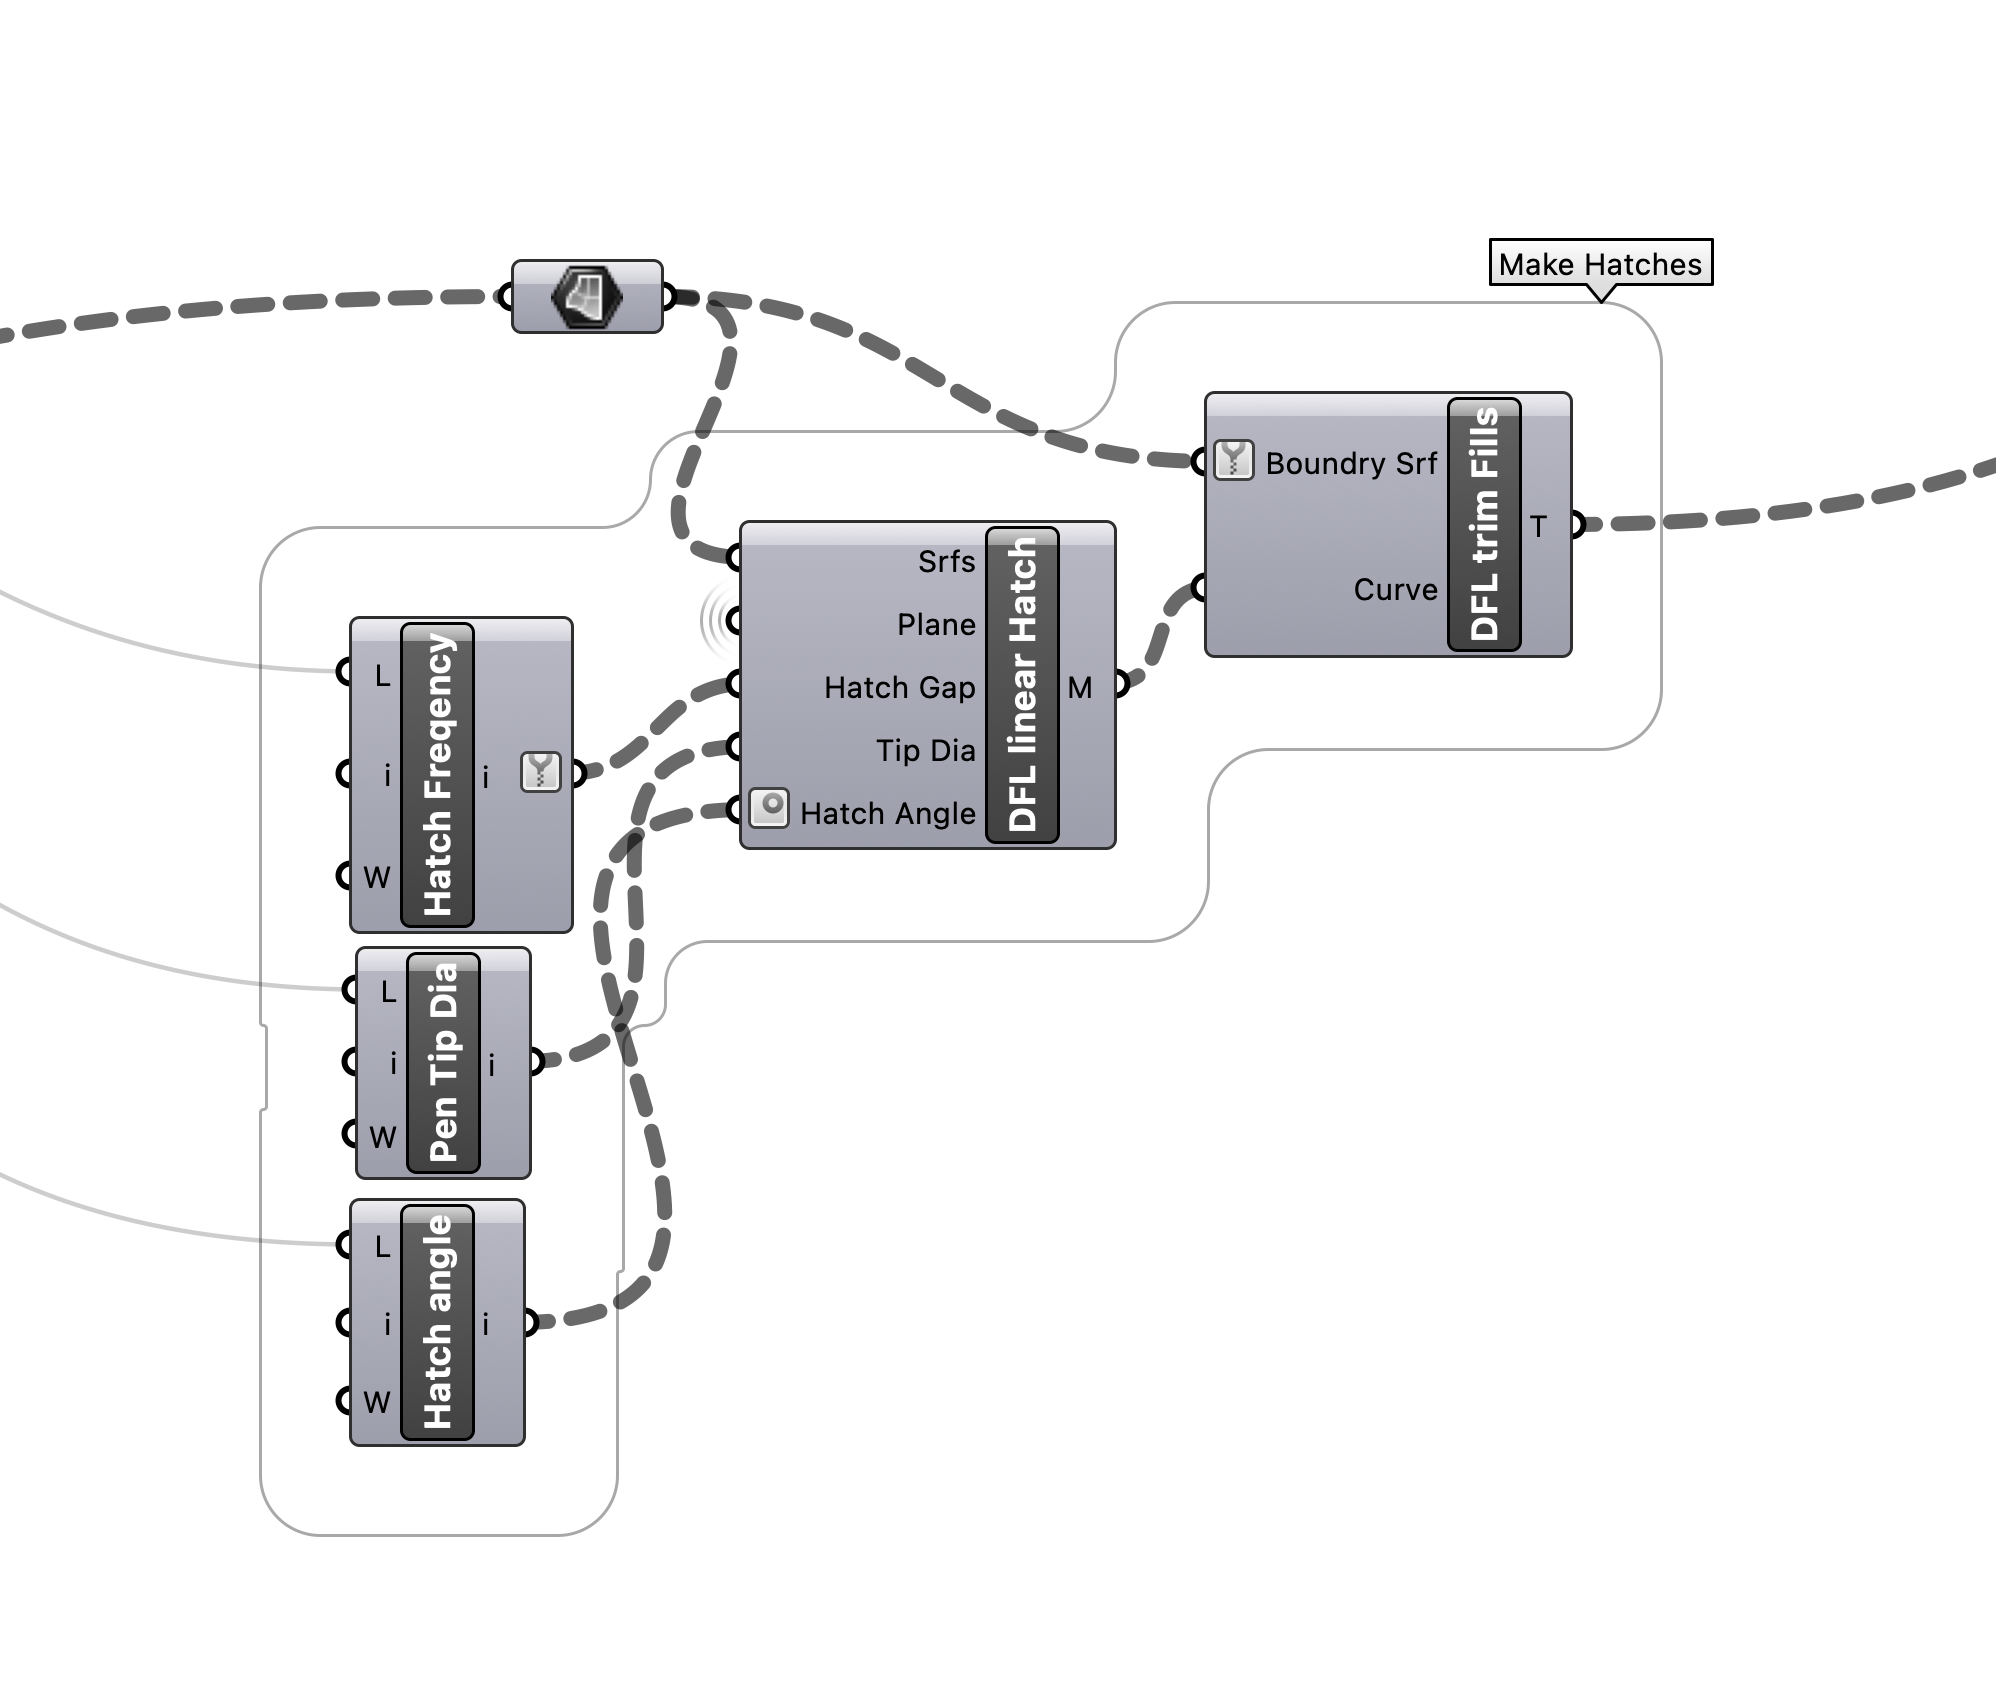 Make Hatches
Boundry Srf
Curve
DFL trim Fills
T
Srfs
Plane
Hatch Gap
Tip Dia
Hatch Angle
DFL linear Hatch
M
L
i
W
Hatch Freqency
i
L
i
W
Pen Tip Dia
i
L
i
W
Hatch angle
i